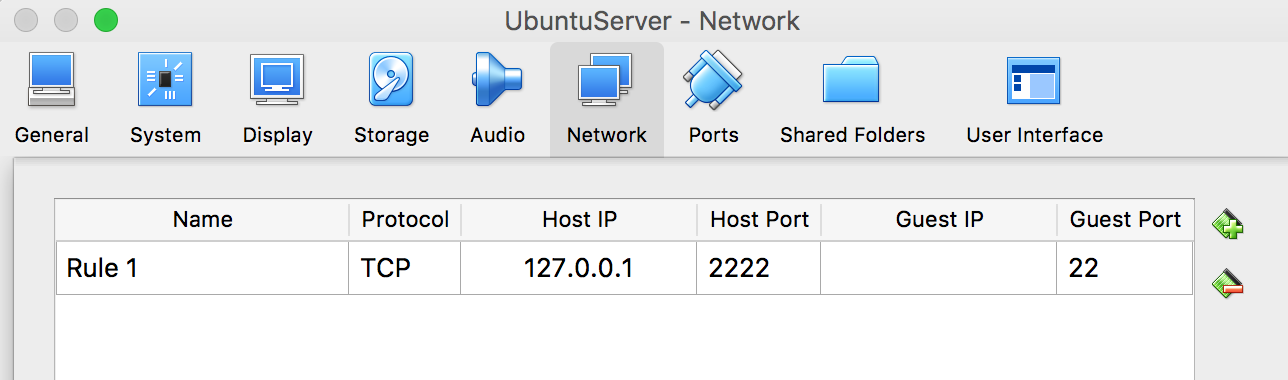 UbuntuServer - Network
General System Display Storage Audio Network Ports Shared Folders User Interface
Name Protocol Host IP Host Port Guest IP Guest Port
Rule 1 TCP 127.0.0.1 2222 22